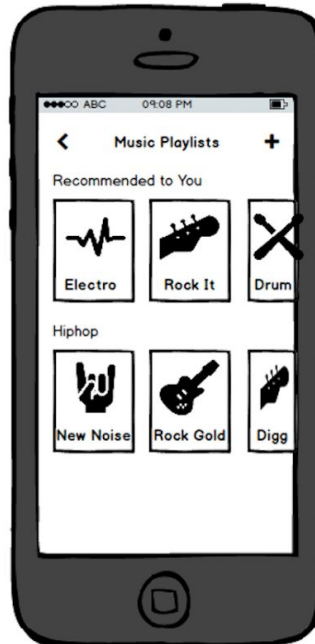 ABC 09:08 PM
Music Playlists
Recommended to You
Electro Rock It Drum
Hiphop
New Noise Rock Gold Digg